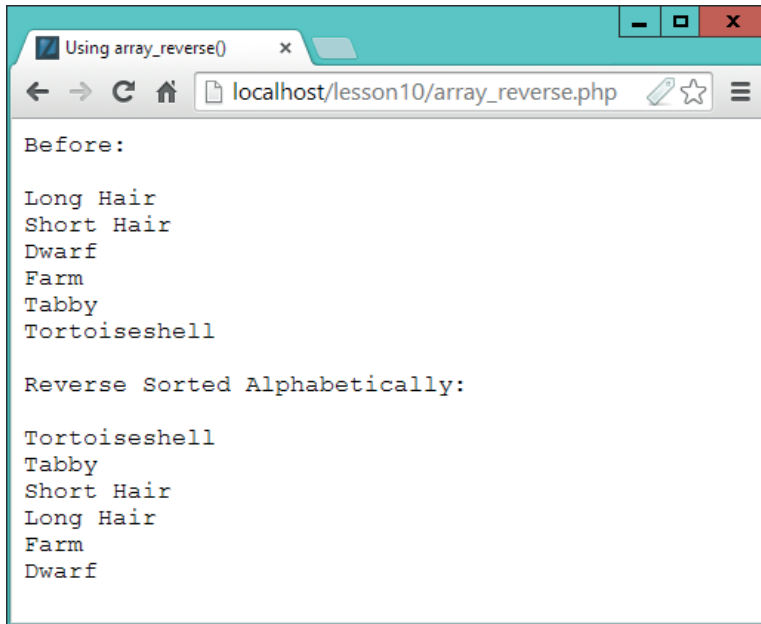 Using array_reverse()
localhost/lesson10/array_reverse.php
Before:
Long Hair
Short Hair
Dwarf
Farm
Tabby
Tortoiseshell
Reverse Sorted Alphabetically:
Tortoiseshell
Tabby
Short Hair
Long Hair
Farm
Dwarf